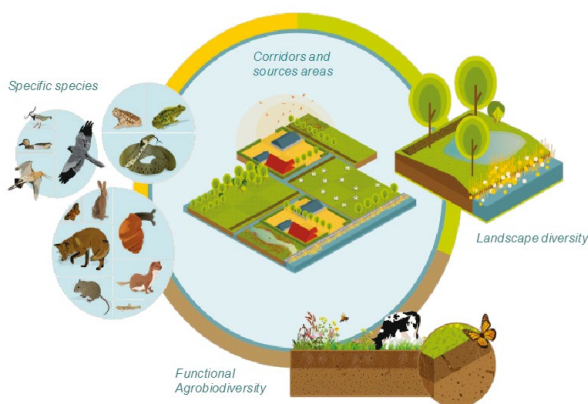 Corridors and
sources areas
Specific species
Landscape diversity
Functional
Agrobiodiversity